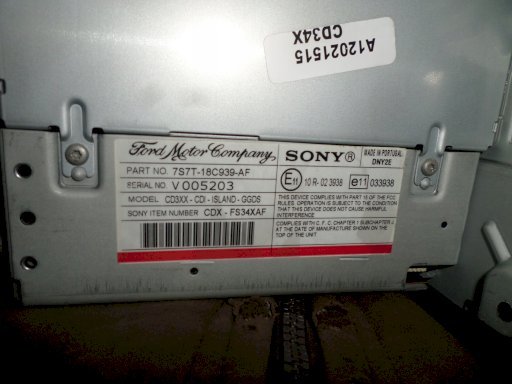 A12021515
CD34X
Ford Motor Company
SONY®
MADE IN PORTUGAL
DNY2E
PART NO. 7S7T-18C939-AF
SERIAL NO. V 005203
MODEL CD3XX - CDI - ISLAND - GGDS
SONY ITEM NUMBER CDX - FS34XAF
E11 10 R- 02 3938
e11 033938
THIS DEVICE COMPLIES WITH PART 15 OF THE FCC
RULES. OPERATION IS SUBJECT TO THE CONDITION
THAT THIS DEVICE DOES NOT CAUSE HARMFUL
INTERFERENCE
COMPLIES WITH C. F. C. CHAPTER 1 SUBCHAPTER J.
AT THE DATE OF MANUFACTURE SHOWN ON THE
TOP OF THE UNIT